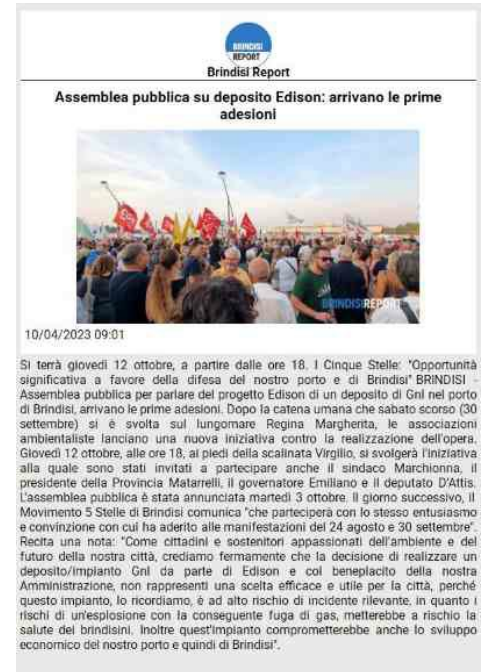 BRINDISI
REPORT
Brindisi Report
Assemblea pubblica su deposito Edison: arrivano le prime
adesioni
BRINDISIREPORT
10/04/2023 09:01
Si terrà giovedì 12 ottobre, a partire dalle ore 18. I Cinque Stelle: "Opportunità
significativa a favore della difesa del nostro porto e di Brindisi" BRINDISI -
Assemblea pubblica per parlare del progetto Edison di un deposito di Gnl nel porto
di Brindisi, arrivano le prime adesioni. Dopo la catena umana che sabato scorso (30
settembre) si è svolta sul lungomare Regina Margherita, le associazioni
ambientaliste lanciano una nuova iniziativa contro la realizzazione dell'opera.
Giovedì 12 ottobre, alle ore 18, ai piedi della scalinata Virgilio, si svolgerà l'iniziativa
alla quale sono stati invitati a partecipare anche il sindaco Marchionna, il
presidente della Provincia Matarrelli, il governatore Emiliano e il deputato D'Attis.
L'assemblea pubblica è stata annunciata martedì 3 ottobre. Il giorno successivo, il
Movimento 5 Stelle di Brindisi comunica "che parteciperà con lo stesso entusiasmo
e convinzione con cui ha aderito alle manifestazioni del 24 agosto e 30 settembre".
Recita una nota: "Come cittadini e sostenitori appassionati dell'ambiente e del
futuro della nostra città, crediamo fermamente che la decisione di realizzare un
deposito/impianto Gnl da parte di Edison e col beneplacito della nostra
Amministrazione, non rappresenti una scelta efficace e utile per la città, perché
questo impianto, lo ricordiamo, è ad alto rischio di incidente rilevante, in quanto i
rischi di un'esplosione con la conseguente fuga di gas, metterebbe a rischio la
salute dei brindisini. Inoltre quest'impianto comprometterebbe anche lo sviluppo
economico del nostro porto e quindi di Brindisi".